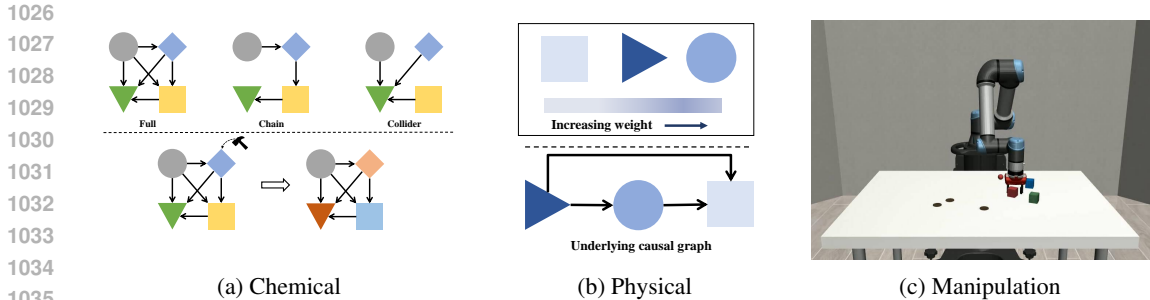 1026
1027
1028
1029
1030
1031
1032
1033
1034
1035
Full Chain Collider
Increasing weight
Underlying causal graph
(a) Chemical
(b) Physical
(c) Manipulation